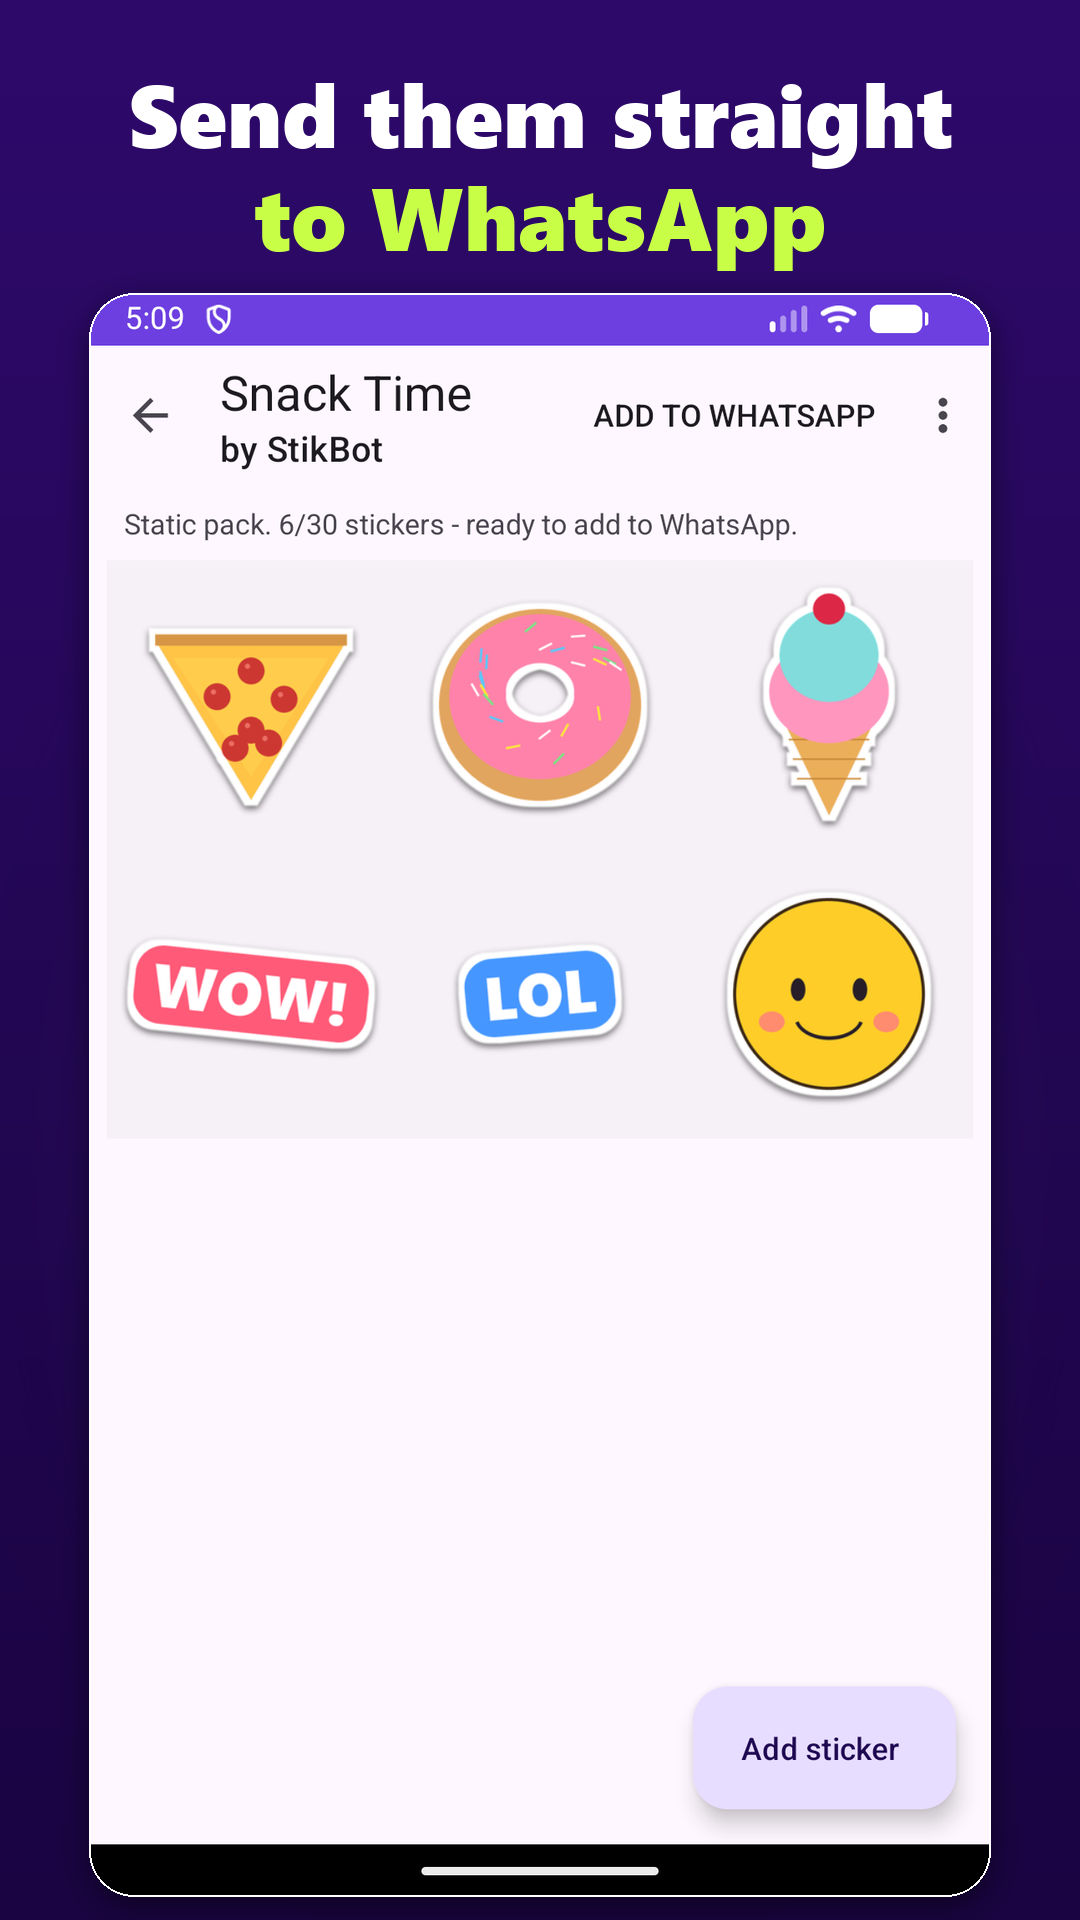 Send them straight
to WhatsApp
5:09
Snack Time
by StikBot
ADD TO WHATSAPP
Static pack. 6/30 stickers - ready to add to WhatsApp.
WOW!
LOL
Add sticker